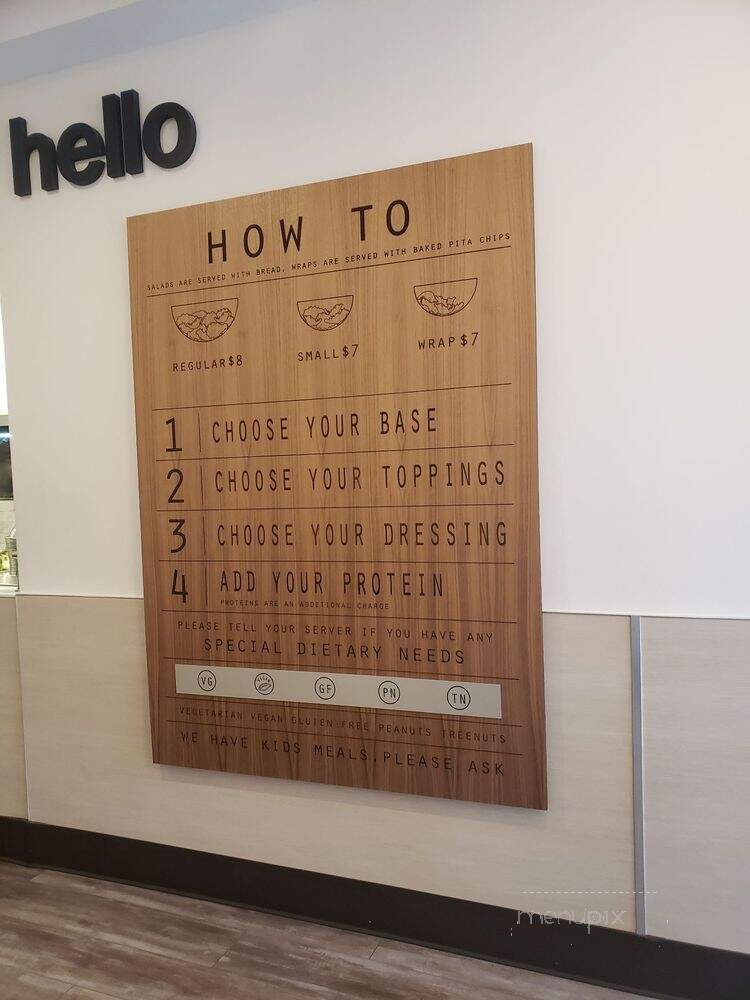 hello
HOW TO
SALADS ARE SERVED WITH BREAD, WRAPS ARE SERVED WITH BAKED PITA CHIPS
REGULAR $8 SMALL $7 WRAP $7
1 CHOOSE YOUR BASE
2 CHOOSE YOUR TOPPINGS
3 CHOOSE YOUR DRESSING
4 ADD YOUR PROTEIN
PROTEINS ARE AN ADDITIONAL CHARGE
PLEASE TELL YOUR SERVER IF YOU HAVE ANY
SPECIAL DIETARY NEEDS
VG VEGAN GF PN TN
VEGETARIAN VEGAN GLUTEN-FREE PEANUTS TREENUTS
WE HAVE KIDS MEALS, PLEASE ASK
menupix